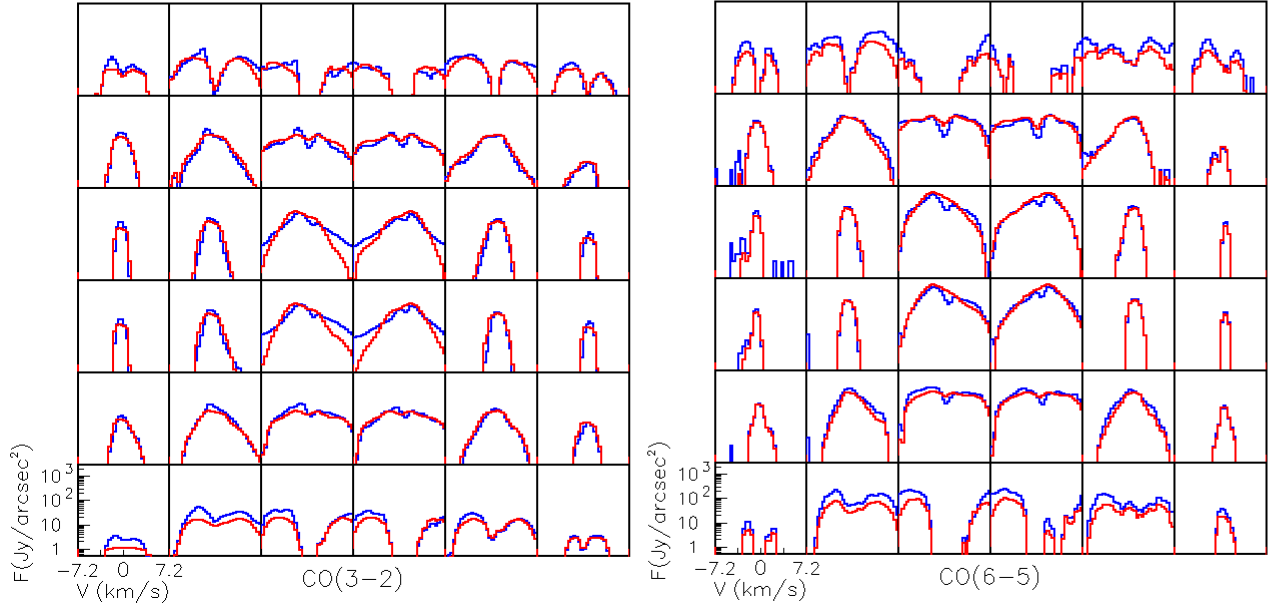 F(Jy/arcsec²)
10³
10²
10
1
−7.2 0 7.2
V (km/s)
CO(3−2)
F(Jy/arcsec²)
10³
10²
10
1
−7.2 0 7.2
V (km/s)
CO(6−5)